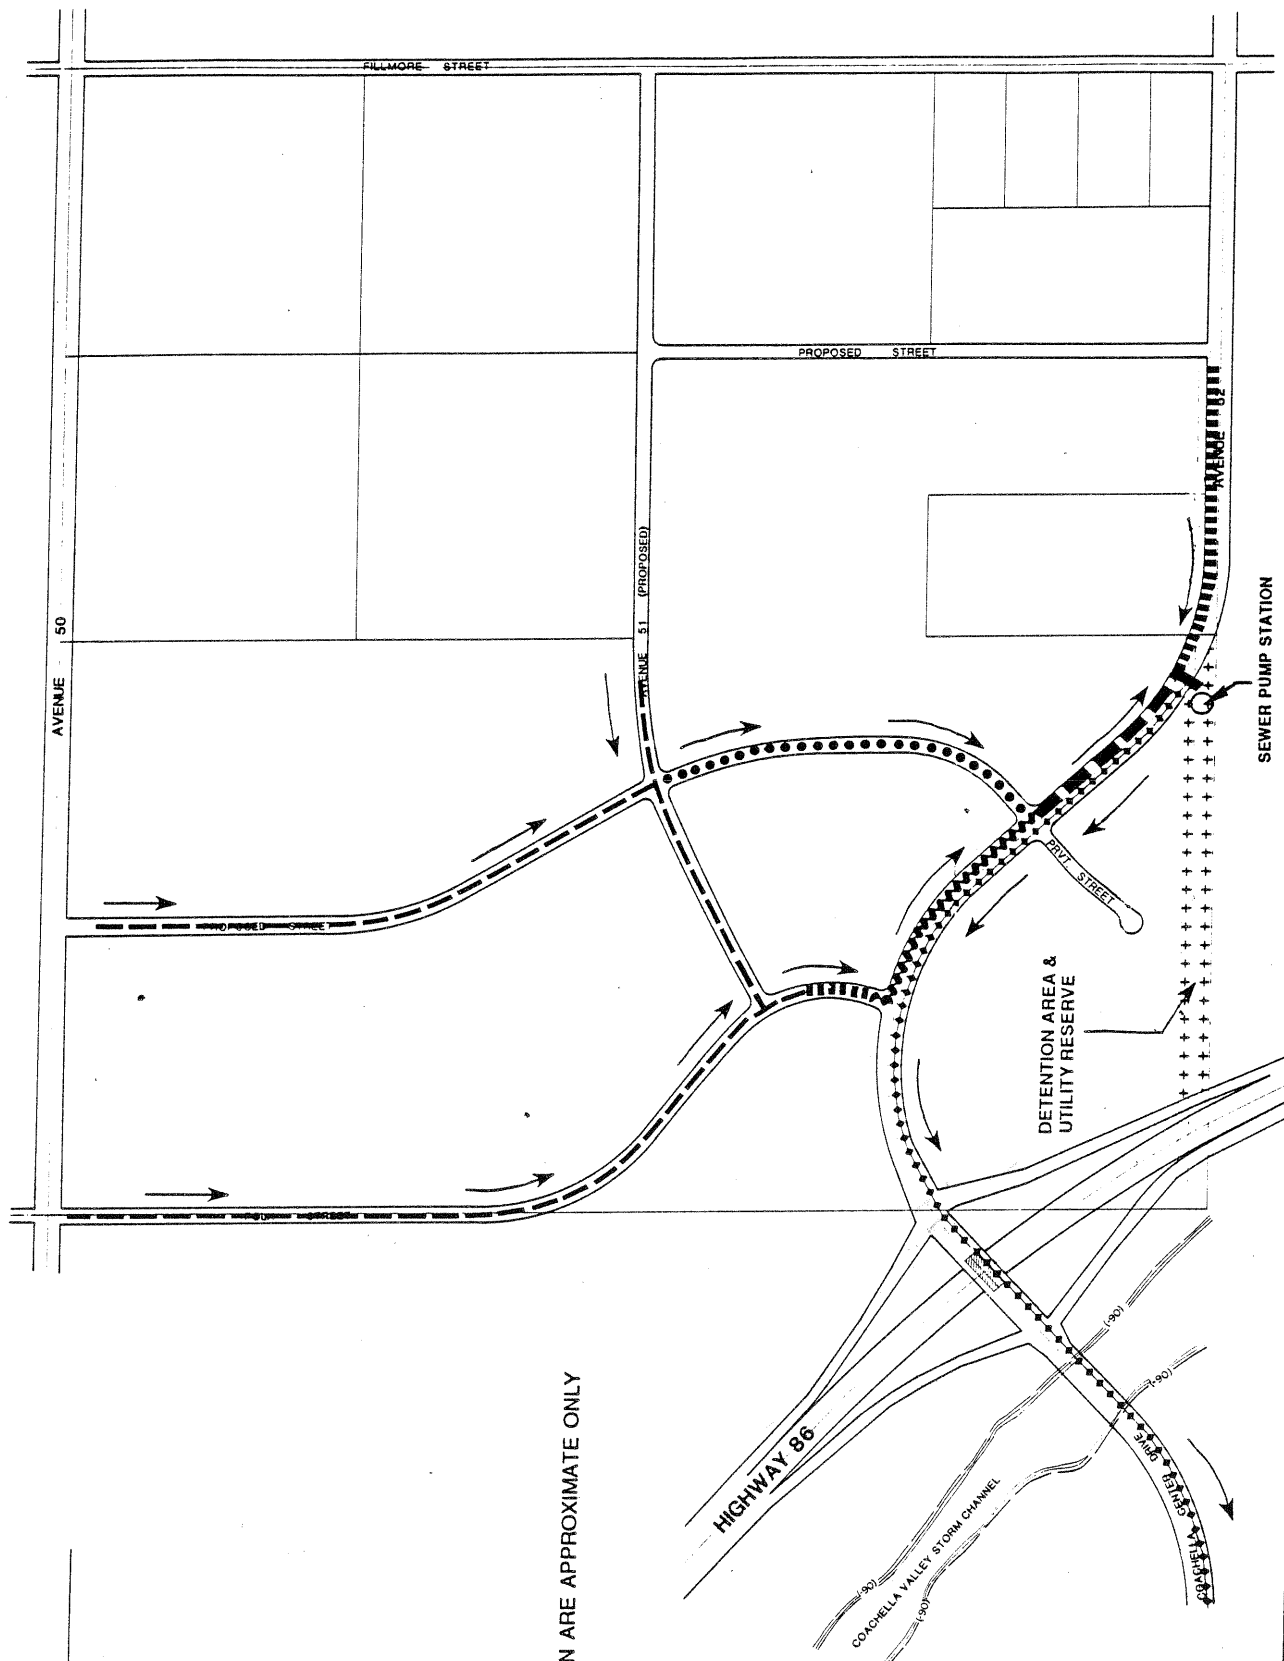 FILLMORE STREET
AVENUE 50
PROPOSED STREET
AVENUE 51 (PROPOSED)
AVENUE 52
SEWER PUMP STATION
PROPOSED STREET
PRVT. STREET
DETENTION AREA &
UTILITY RESERVE
STREET
HIGHWAY 86
(-90)
(-90)
COACHELLA VALLEY STORM CHANNEL
(-90)
(-90)
COACHELLA CENTER DRIVE
N ARE APPROXIMATE ONLY